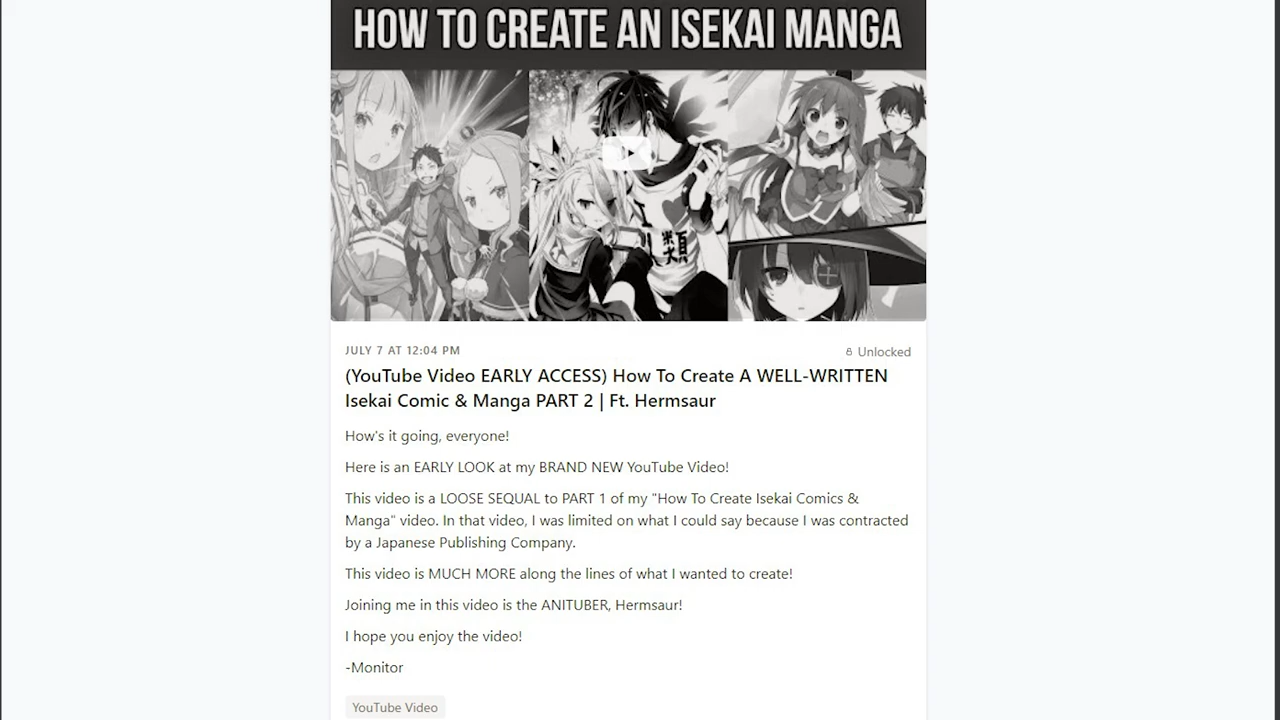 HOW TO CREATE AN ISEKAI MANGA
I
人類
JULY 7 AT 12:04 PM
Unlocked
(YouTube Video EARLY ACCESS) How To Create A WELL-WRITTEN
Isekai Comic & Manga PART 2 | Ft. Hermsaur
How's it going, everyone!
Here is an EARLY LOOK at my BRAND NEW YouTube Video!
This video is a LOOSE SEQUAL to PART 1 of my "How To Create Isekai Comics &
Manga" video. In that video, I was limited on what I could say because I was contracted
by a Japanese Publishing Company.
This video is MUCH MORE along the lines of what I wanted to create!
Joining me in this video is the ANITUBER, Hermsaur!
I hope you enjoy the video!
-Monitor
YouTube Video